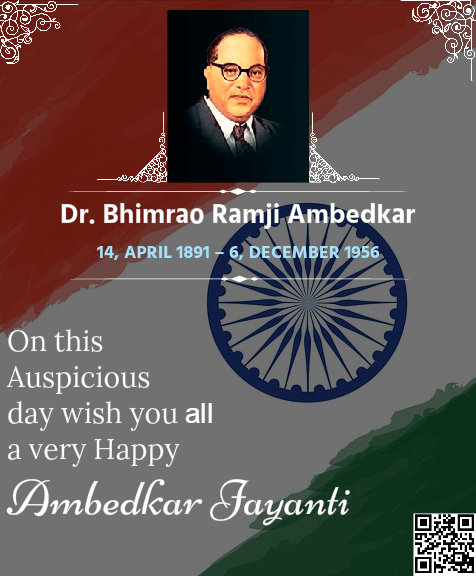 Dr. Bhimrao Ramji Ambedkar
14, APRIL 1891 – 6, DECEMBER 1956
On this
Auspicious
day wish you all
a very Happy
Ambedkar Jayanti